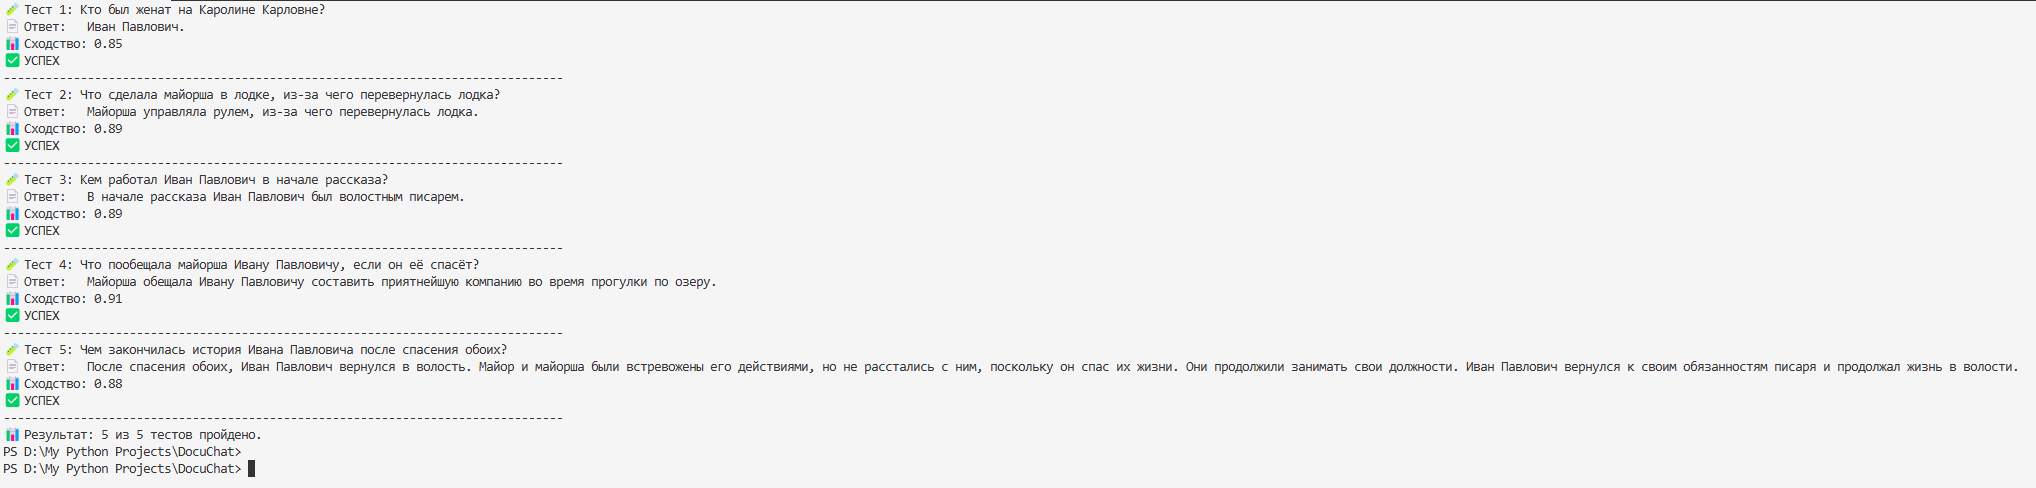 Тест 1: Кто был женат на Каролине Карловне?
Ответ: Иван Павлович.
Сходство: 0.85
УСПЕХ
--------------------------------------------------------------------------------
Тест 2: Что сделала майорша в лодке, из-за чего перевернулась лодка?
Ответ: Майорша управляла рулем, из-за чего перевернулась лодка.
Сходство: 0.89
УСПЕХ
--------------------------------------------------------------------------------
Тест 3: Кем работал Иван Павлович в начале рассказа?
Ответ: В начале рассказа Иван Павлович был волостным писарем.
Сходство: 0.89
УСПЕХ
--------------------------------------------------------------------------------
Тест 4: Что пообещала майорша Ивану Павловичу, если он её спасёт?
Ответ: Майорша обещала Ивану Павловичу составить приятнейшую компанию во время прогулки по озеру.
Сходство: 0.91
УСПЕХ
--------------------------------------------------------------------------------
Тест 5: Чем закончилась история Ивана Павловича после спасения обоих?
Ответ: После спасения обоих, Иван Павлович вернулся в волость. Майор и майорша были встревожены его действиями, но не расстались с ним, поскольку он спас их жизни. Они продолжили занимать свои должности. Иван Павлович вернулся к своим обязанностям писаря и продолжал жизнь в волости.
Сходство: 0.88
УСПЕХ
--------------------------------------------------------------------------------
Результат: 5 из 5 тестов пройдено.
PS D:\My Python Projects\DocuChat>
PS D:\My Python Projects\DocuChat>